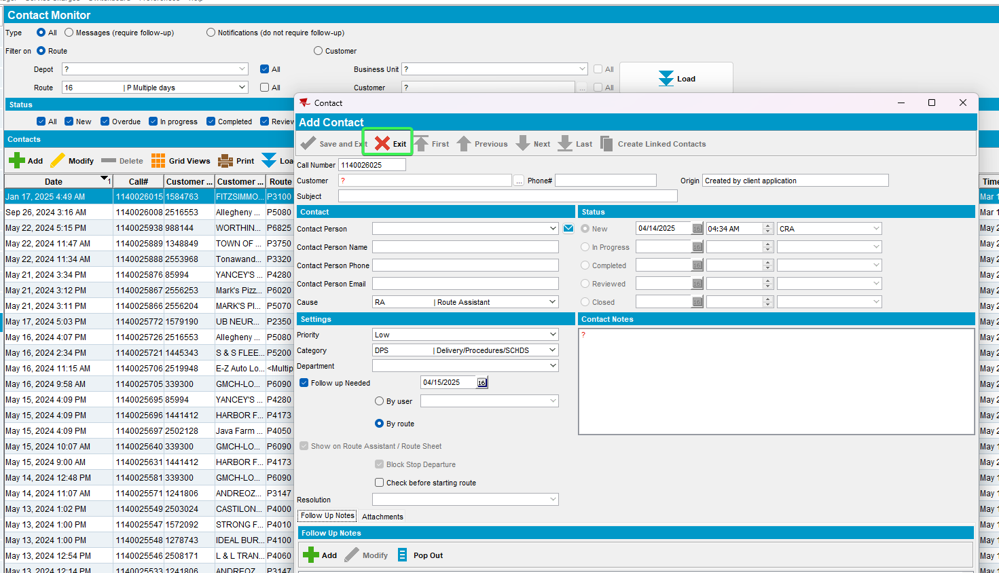 Contact Monitor
Type All Messages (require follow-up) Notifications (do not require follow-up)
Filter on Route Customer
Depot ? All Business Unit ? All
Route 16 | P Multiple days All Customer ? ... All
Load
Status
All New Overdue In progress Completed Review
Contacts
Add Modify Delete Grid Views Print Loa
Date 1 Call# Customer ... Customer ... Route
Jan 17, 2025 4:49 AM 1140026015 1584763 FITZSIMMO... P3100
Sep 26, 2024 3:16 AM 1140026008 2516553 Allegheny ... P5080
May 22, 2024 5:15 PM 1140025938 988144 WORTHIN... P6825
May 22, 2024 11:47 AM 1140025889 1348849 TOWN OF ... P3750
May 22, 2024 11:34 AM 1140025888 2553968 Tonawand... P3320
May 21, 2024 3:34 PM 1140025876 85994 YANCEY'S ... P4280
May 21, 2024 3:12 PM 1140025867 2556253 Mark's Pizz... P6020
May 21, 2024 3:11 PM 1140025866 2556204 MARK'S PI... P5070
May 17, 2024 5:03 PM 1140025772 1579190 UB NEUR... P2350
May 16, 2024 4:07 PM 1140025726 2516553 Allegheny ... P5080
May 16, 2024 2:34 PM 1140025721 1445343 S & S FLEE... P5200
May 16, 2024 11:15 AM 1140025706 2519948 E-Z Auto Lo... <Multip
May 16, 2024 9:58 AM 1140025705 339300 GMCH-LO... P6090
May 15, 2024 4:09 PM 1140025695 85994 YANCEY'S ... P4280
May 15, 2024 4:09 PM 1140025696 1441412 HARBOR F... P4173
May 15, 2024 4:09 PM 1140025697 2502128 Java Farm ... P4050
May 15, 2024 10:07 AM 1140025640 339300 GMCH-LO... P6090
May 15, 2024 9:00 AM 1140025631 1441412 HARBOR F... P4173
May 14, 2024 12:48 PM 1140025581 339300 GMCH-LO... P6090
May 14, 2024 11:07 AM 1140025571 1241806 ANDREOZ... P3147
May 13, 2024 1:02 PM 1140025549 2503024 CASTILON... P4000
May 13, 2024 1:00 PM 1140025547 1572092 STRONG F... P4010
May 13, 2024 1:00 PM 1140025548 1278743 IDEAL BUR... P4100
May 13, 2024 12:54 PM 1140025546 2508171 L & L TRAN... P4060
May 13, 2024 12:14 PM 1140025533 1241806 ANDREOZ... P3147
Contact
Add Contact
Save and Exit Exit First Previous Next Last Create Linked Contacts
Call Number 1140026025
Customer ? ... Phone# Origin Created by client application
Subject
Contact
Contact Person
Contact Person Name
Contact Person Phone
Contact Person Email
Cause RA | Route Assistant
Status
New 04/14/2025 16 04:34 AM CRA
In Progress 16
Completed 16
Reviewed 16
Closed 16
Settings
Priority Low
Category DPS | Delivery/Procedures/SCHDS
Department
Follow up Needed 04/15/2025 16
By user
By route
Show on Route Assistant / Route Sheet
Block Stop Departure
Check before starting route
Resolution
Contact Notes
?
Follow Up Notes Attachments
Follow Up Notes
Add Modify Pop Out
Time
Mar 1
Mar 1
May 2
May 2
May 2
May 2
May 2
May 2
May 2
May 2
May 2
May 2
May 2
May 2
May 2
May 2
May 1
May 2
May 1
May 1
May 1
May 1
May 1
May 1
May 1